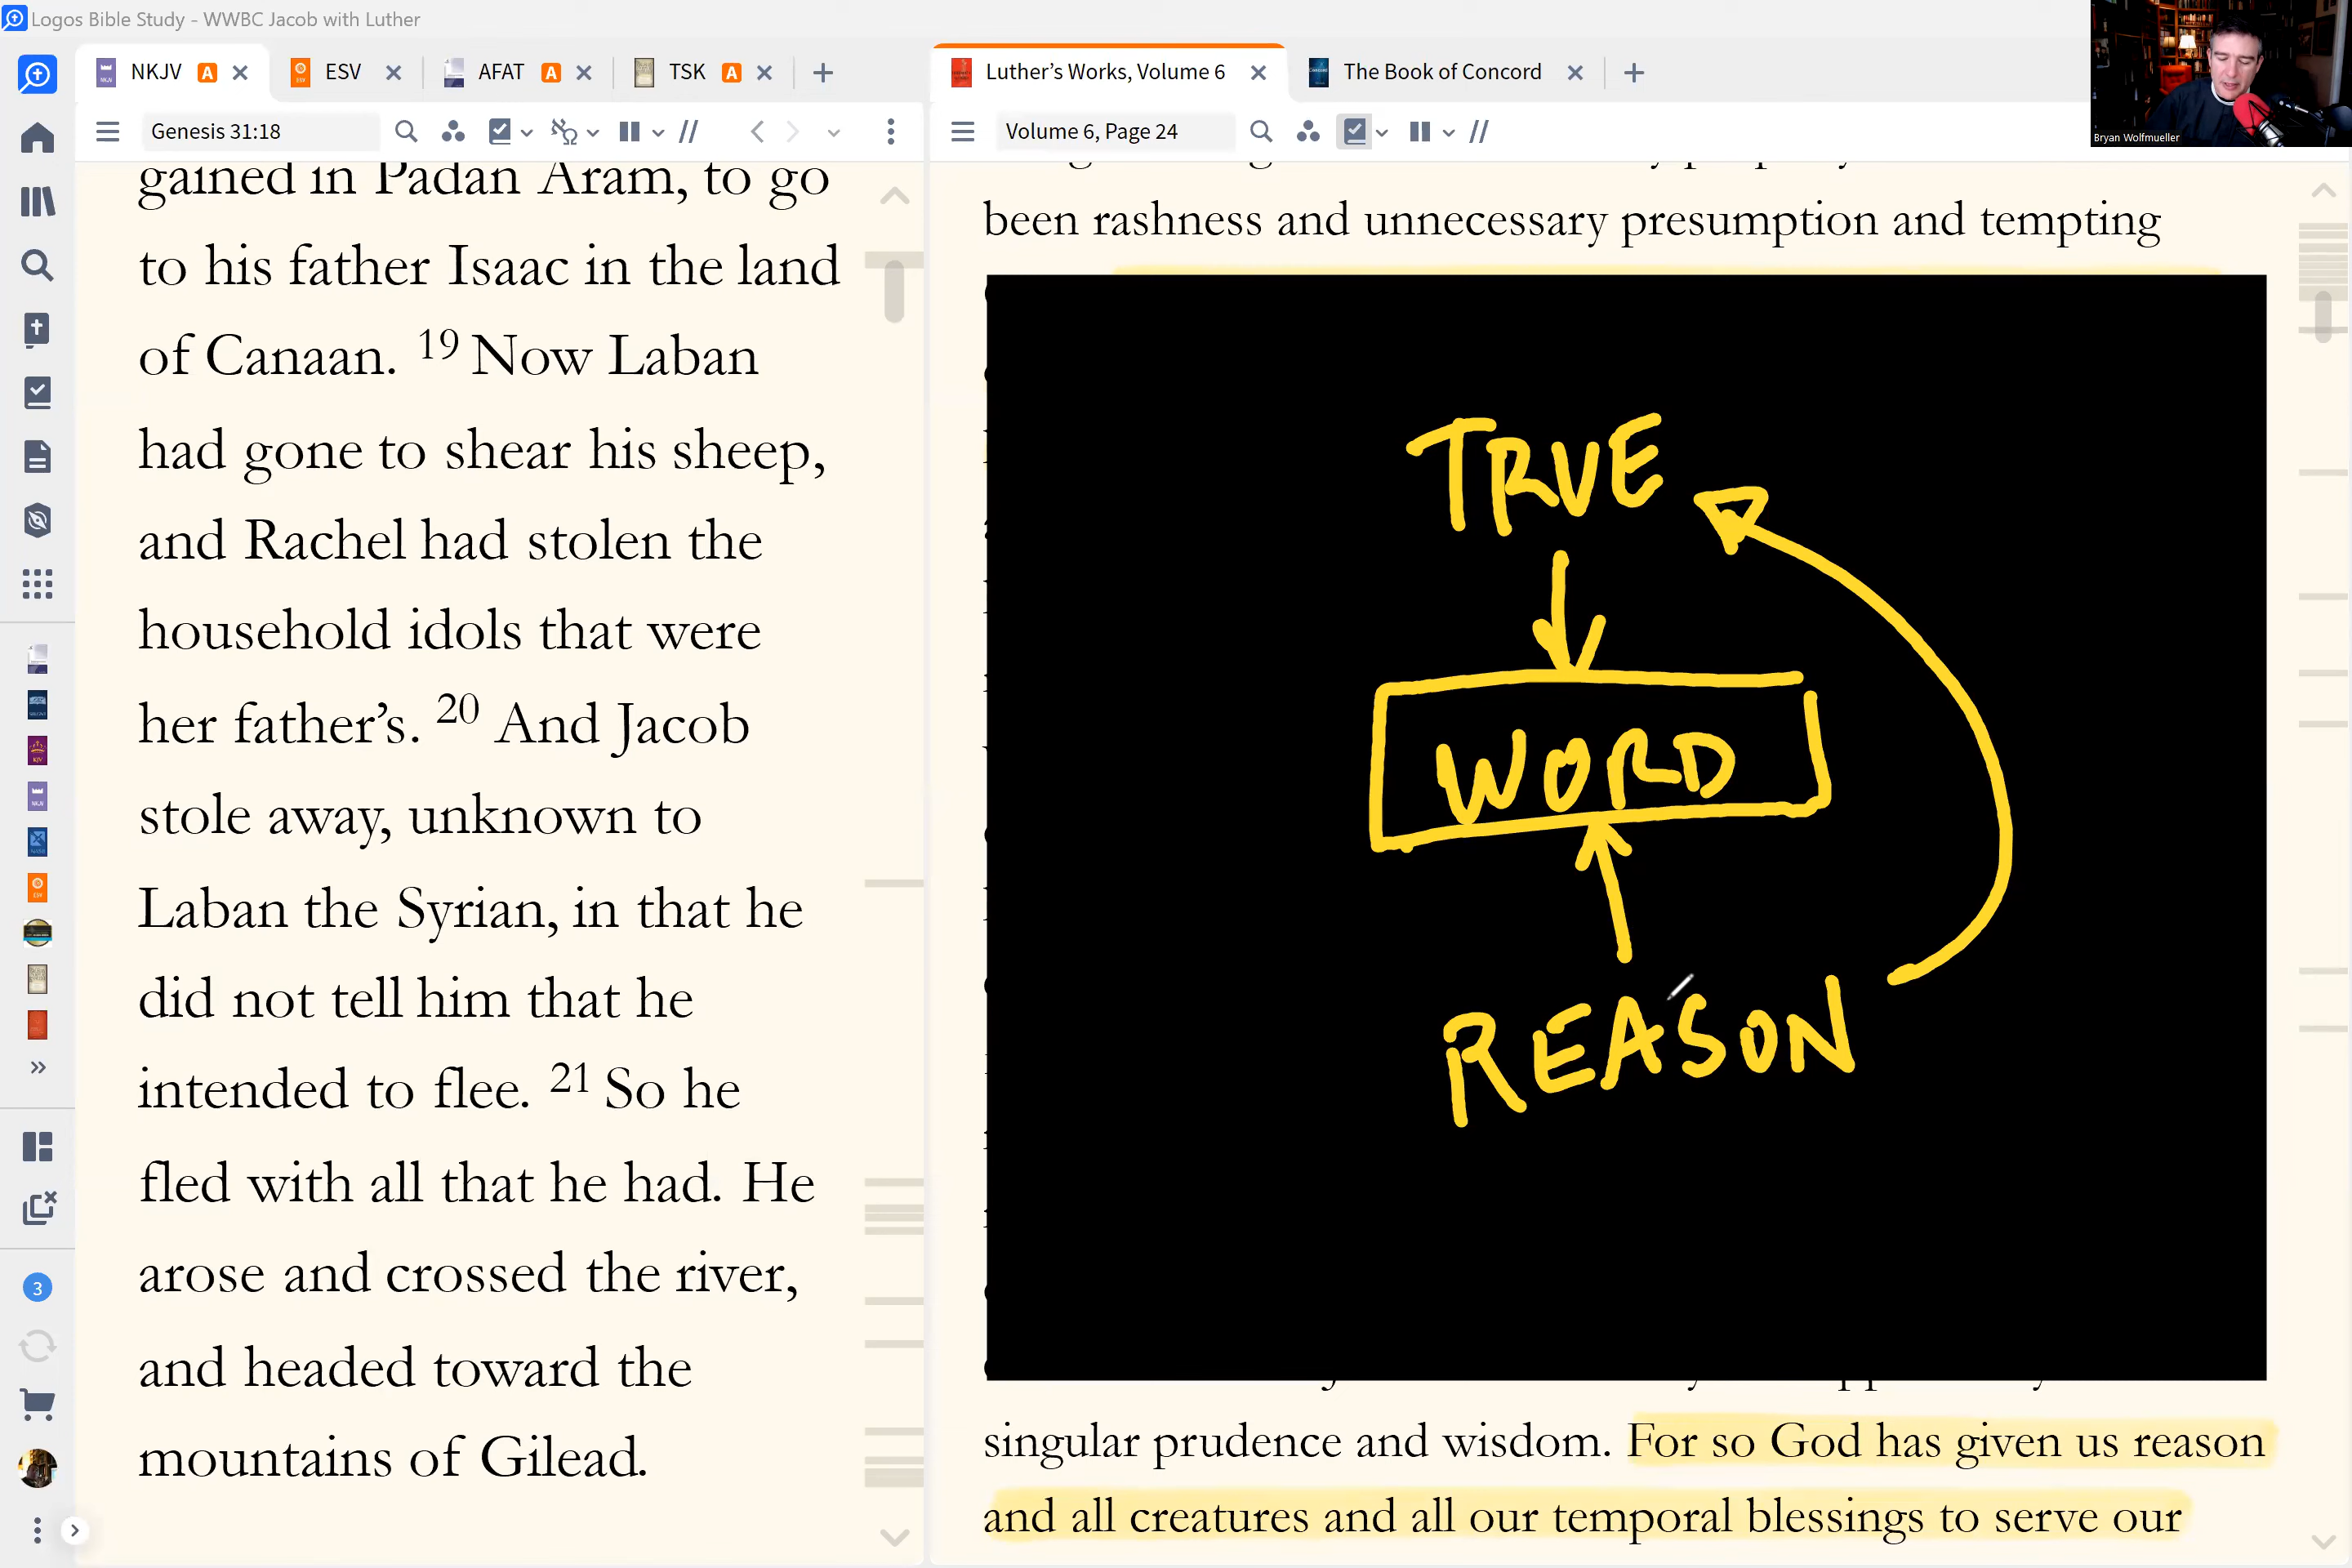 Logos Bible Study - WWBC Jacob with Luther
NKJV A ESV AFAT A TSK A
Genesis 31:18
gained in Padan Aram, to go
to his father Isaac in the land
of Canaan. 19 Now Laban
had gone to shear his sheep,
and Rachel had stolen the
household idols that were
her father’s. 20 And Jacob
stole away, unknown to
Laban the Syrian, in that he
did not tell him that he
intended to flee. 21 So he
fled with all that he had. He
arose and crossed the river,
and headed toward the
mountains of Gilead.
3
Luther’s Works, Volume 6 The Book of Concord
Volume 6, Page 24
Bryan Wolfmueller
been rashness and unnecessary presumption and tempting
TRVE
WORD
REASON
singular prudence and wisdom. For so God has given us reason
and all creatures and all our temporal blessings to serve our